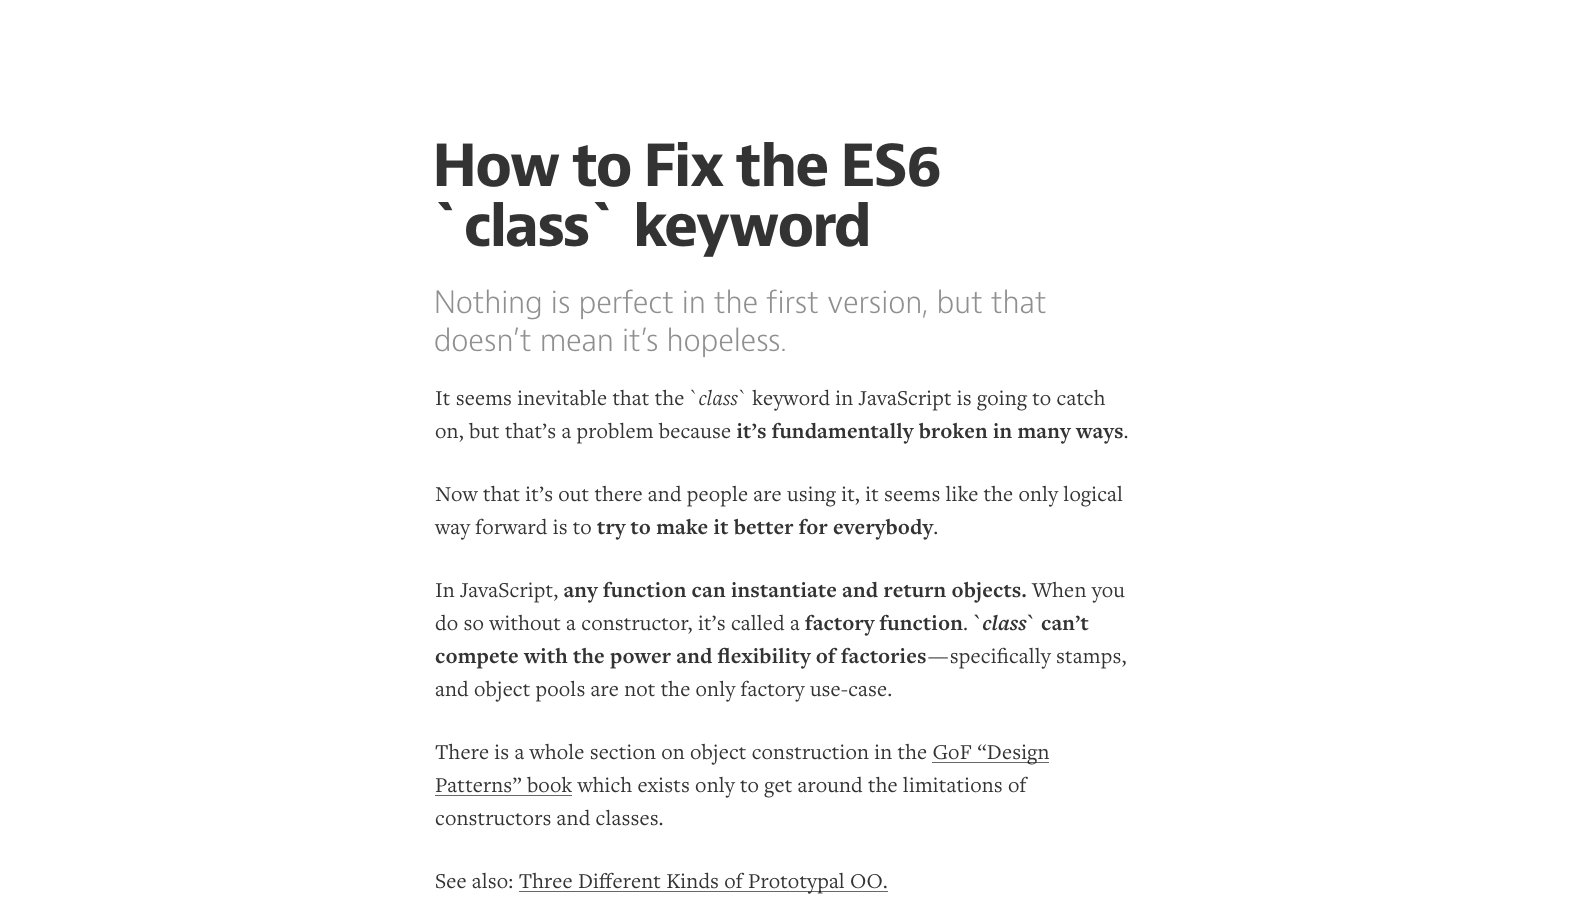 How to Fix the ES6
`class` keyword
Nothing is perfect in the first version, but that
doesn’t mean it’s hopeless.
It seems inevitable that the `class` keyword in JavaScript is going to catch
on, but that’s a problem because it’s fundamentally broken in many ways.
Now that it’s out there and people are using it, it seems like the only logical
way forward is to try to make it better for everybody.
In JavaScript, any function can instantiate and return objects. When you
do so without a constructor, it’s called a factory function. `class` can’t
compete with the power and flexibility of factories — specifically stamps,
and object pools are not the only factory use-case.
There is a whole section on object construction in the GoF “Design
Patterns” book which exists only to get around the limitations of
constructors and classes.
See also: Three Different Kinds of Prototypal OO.